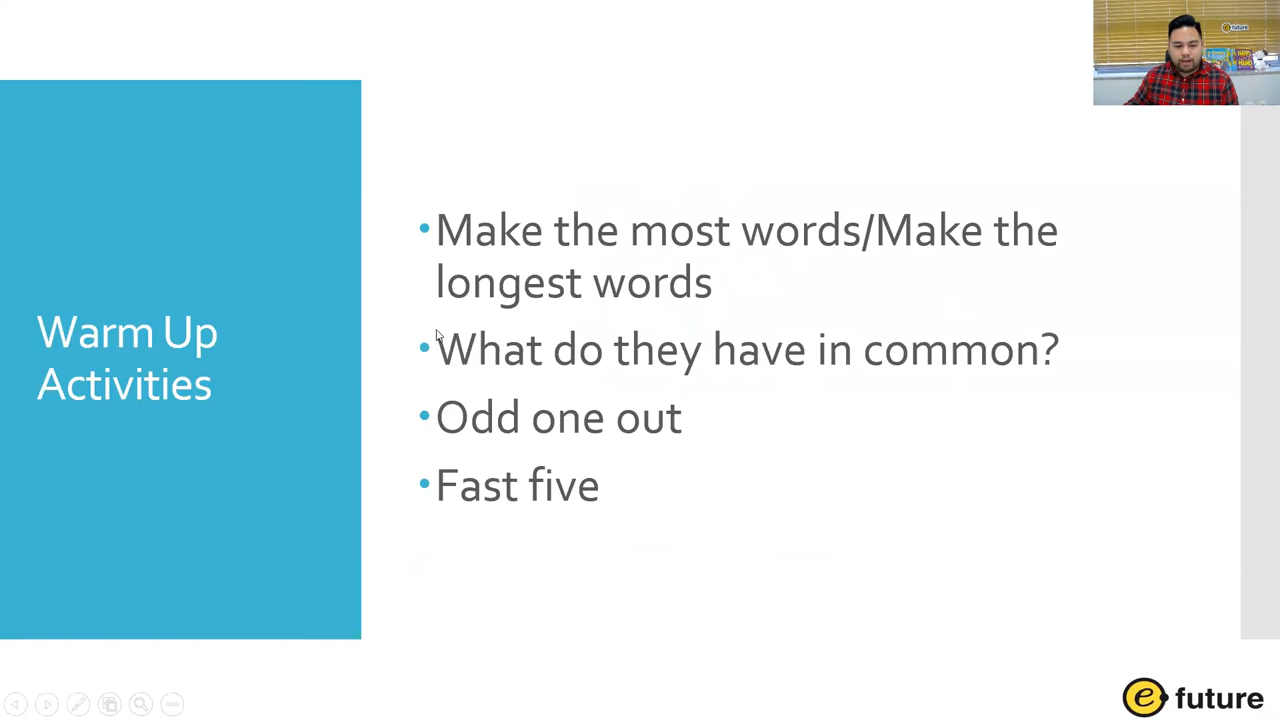 e future
Warm Up
Activities
•Make the most words/Make the
longest words
•What do they have in common?
•Odd one out
•Fast five
e future